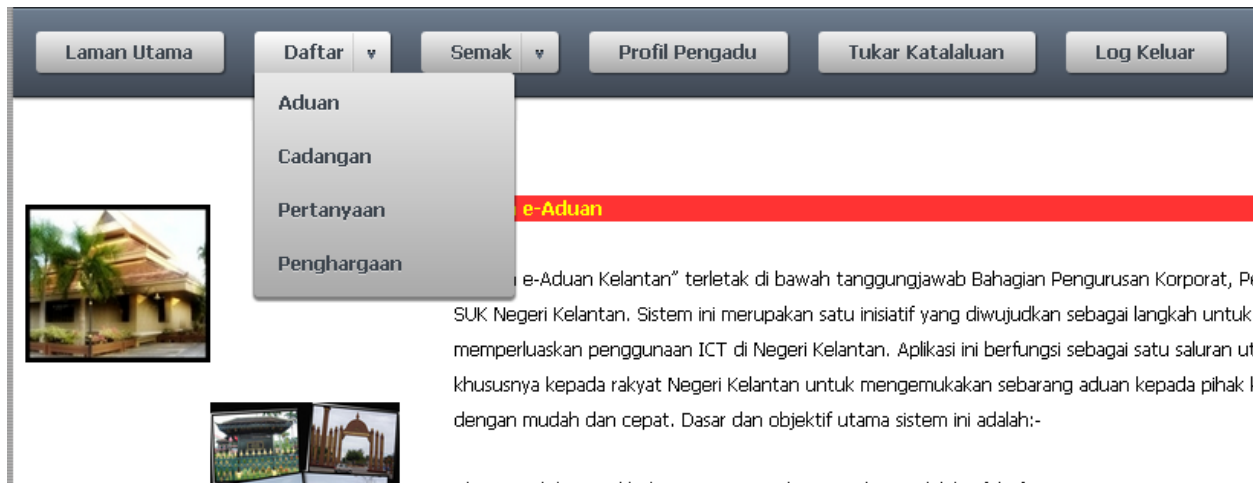 Laman Utama
Daftar
Semak
Profil Pengadu
Tukar Katalaluan
Log Keluar
Aduan
Cadangan
Pertanyaan
Penghargaan
e-Aduan
e-Aduan Kelantan” terletak di bawah tanggungjawab Bahagian Pengurusan Korporat,
SUK Negeri Kelantan. Sistem ini merupakan satu inisiatif yang diwujudkan sebagai langkah untuk
memperluaskan penggunaan ICT di Negeri Kelantan. Aplikasi ini berfungsi sebagai satu saluran
khususnya kepada rakyat Negeri Kelantan untuk mengemukakan sebarang aduan kepada pihak
dengan mudah dan cepat. Dasar dan objektif utama sistem ini adalah:-